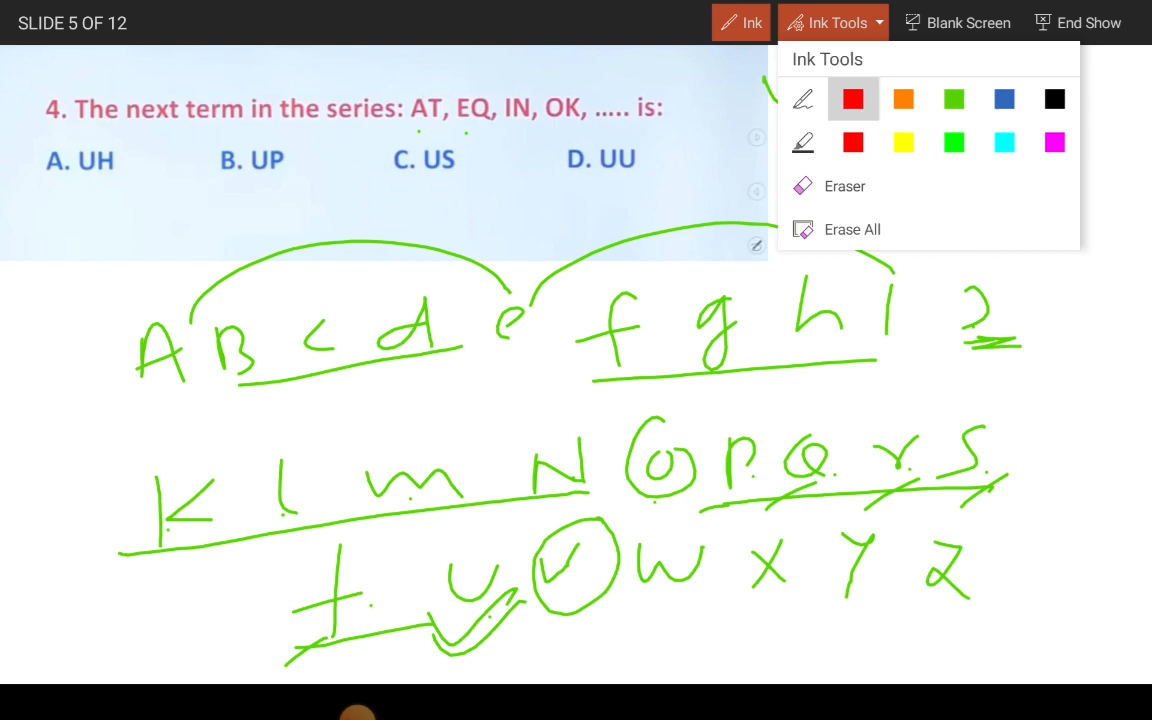 SLIDE 5 OF 12
Ink
Ink Tools
Blank Screen
End Show
Ink Tools
4. The next term in the series: AT, EQ, IN, OK, ..... is:
A. UH B. UP C. US D. UU
Eraser
Erase All
A B c d e f g h I J
K l m N O P. Q. r. S.
t. u. V W X Y Z